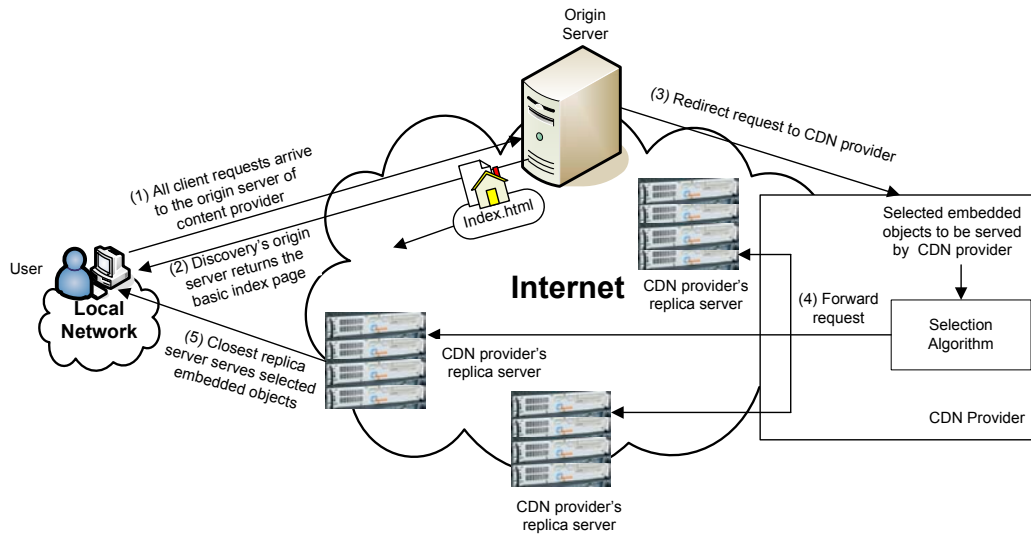 Origin
Server
(3) Redirect request to CDN provider
(1) All client requests arrive
to the origin server of
content provider
Index.html
Selected embedded
objects to be served
by CDN provider
User
(2) Discovery's origin
server returns the
basic index page
Internet
CDN provider's
replica server
(4) Forward
request
Local
Network
Selection
Algorithm
(5) Closest replica
server serves selected
embedded objects
CDN provider's
replica server
CDN Provider
CDN provider's
replica server